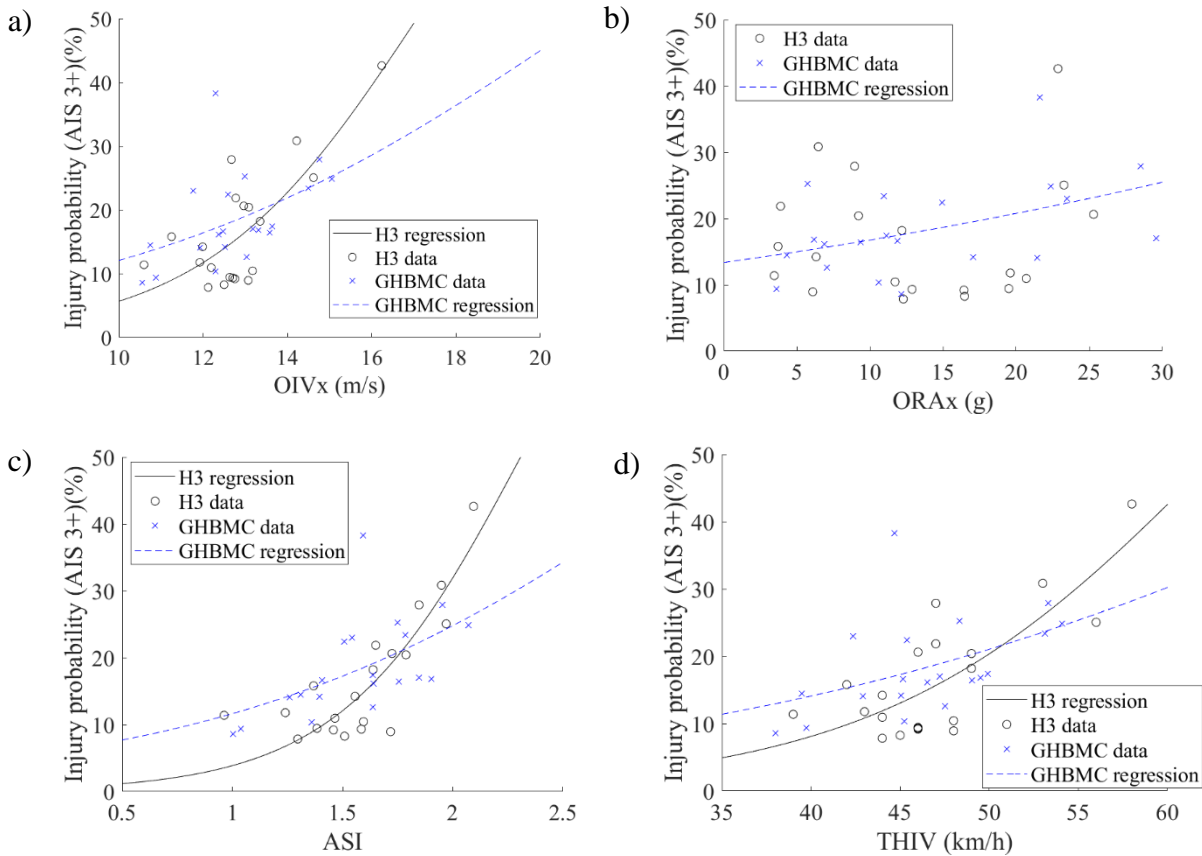 a)
Injury probability (AIS 3+)(%)
50
40
30
20
10
0
10
12
14
16
18
20
OIVx (m/s)
H3 regression
H3 data
GHBMC data
GHBMC regression
b)
Injury probability (AIS 3+)(%)
50
40
30
20
10
0
0
5
10
15
20
25
30
ORAx (g)
H3 data
GHBMC data
GHBMC regression
c)
Injury probability (AIS 3+)(%)
50
40
30
20
10
0
0.5
1
1.5
2
2.5
ASI
H3 regression
H3 data
GHBMC data
GHBMC regression
d)
Injury probability (AIS 3+)(%)
50
40
30
20
10
0
35
40
45
50
55
60
THIV (km/h)
H3 regression
H3 data
GHBMC data
GHBMC regression